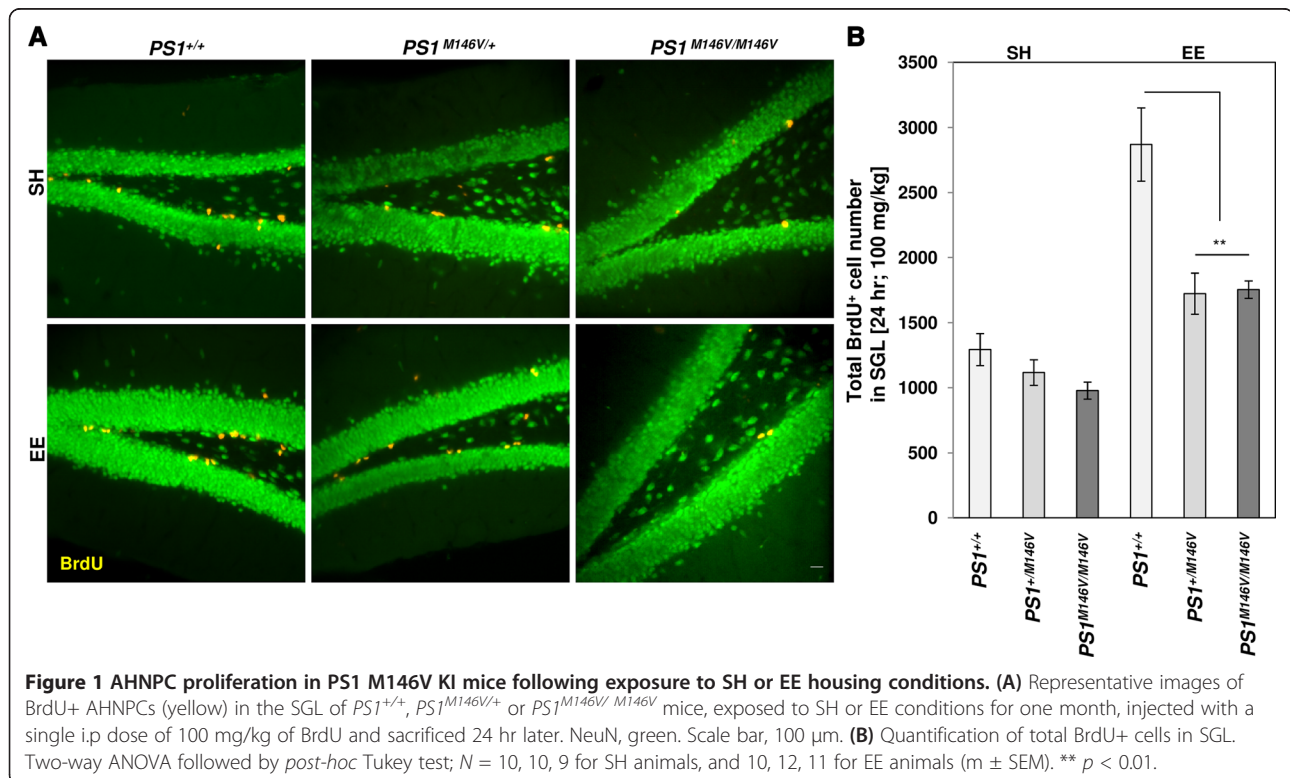 A
PS1+/+
PS1 M146V/+
PS1 M146V/M146V
SH
EE
BrdU
B
SH
EE
Total BrdU+ cell number
in SGL [24 hr; 100 mg/kg]
3500
3000
2500
2000
1500
1000
500
0
**
PS1+/+
PS1+/M146V
PS1M146V/M146V
PS1+/+
PS1+/M146V
PS1M146V/M146V
Figure 1 AHNPC proliferation in PS1 M146V KI mice following exposure to SH or EE housing conditions. (A) Representative images of
BrdU+ AHNPCs (yellow) in the SGL of PS1+/+, PS1M146V/+ or PS1M146V/ M146V mice, exposed to SH or EE conditions for one month, injected with a
single i.p dose of 100 mg/kg of BrdU and sacrificed 24 hr later. NeuN, green. Scale bar, 100 μm. (B) Quantification of total BrdU+ cells in SGL.
Two-way ANOVA followed by post-hoc Tukey test; N = 10, 10, 9 for SH animals, and 10, 12, 11 for EE animals (m ± SEM). ** p < 0.01.